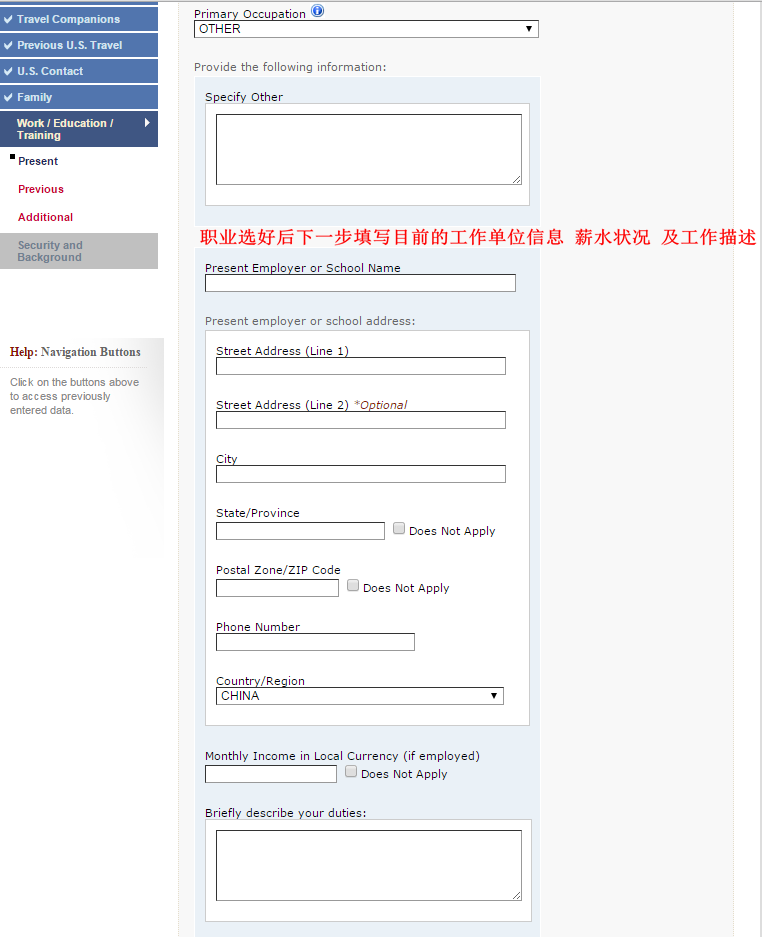 Travel Companions
Previous U.S. Travel
U.S. Contact
Family
Work / Education /
Training
Present
Previous
Additional
Security and
Background
Help: Navigation Buttons
Click on the buttons above
to access previously
entered data.
Primary Occupation
OTHER
Provide the following information:
Specify Other
职业选好后下一步填写目前的工作单位信息 薪水状况 及工作描述
Present Employer or School Name
Present employer or school address:
Street Address (Line 1)
Street Address (Line 2) *Optional
City
State/Province
Does Not Apply
Postal Zone/ZIP Code
Does Not Apply
Phone Number
Country/Region
CHINA
Monthly Income in Local Currency (if employed)
Does Not Apply
Briefly describe your duties: